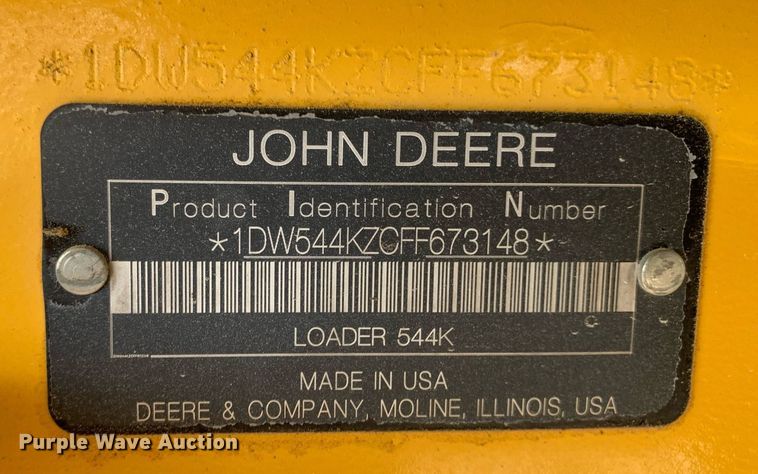 *1DW544KZCFF673148*
JOHN DEERE
Product Identification Number
*1DW544KZCFF673148*
LOADER 544K
MADE IN USA
DEERE & COMPANY, MOLINE, ILLINOIS, USA
Purple Wave Auction